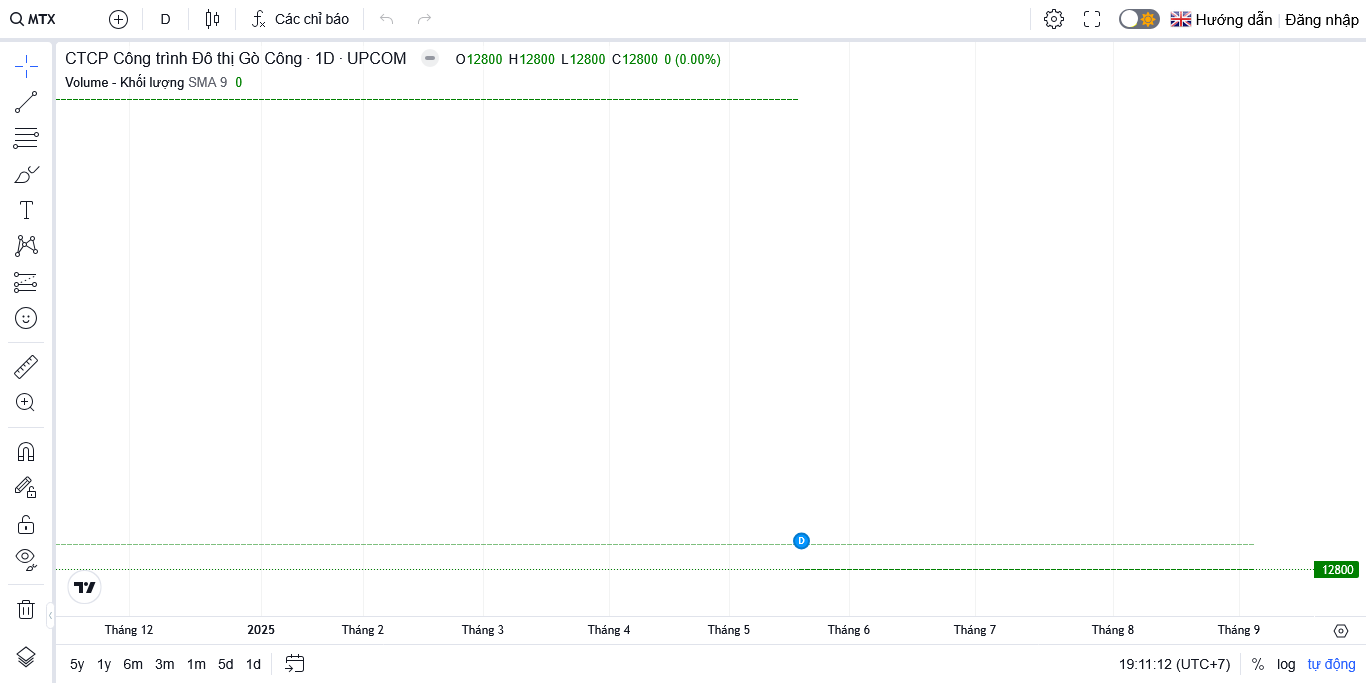 MTX D Các chỉ báo Hướng dẫn Đăng nhập
CTCP Công trình Đô thị Gò Công · 1D · UPCOM O12800 H12800 L12800 C12800 0 (0.00%)
Volume - Khối lượng SMA 9 0
D
12800
Tháng 12 2025 Tháng 2 Tháng 3 Tháng 4 Tháng 5 Tháng 6 Tháng 7 Tháng 8 Tháng 9
5y 1y 6m 3m 1m 5d 1d 19:11:12 (UTC+7) % log tự động